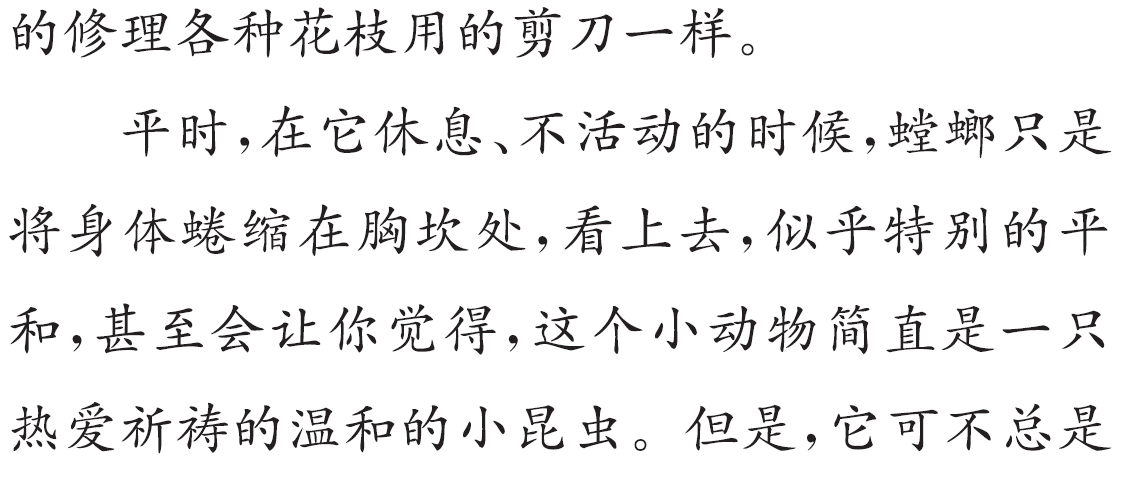 的修理各种花枝用的剪刀一样。
平时,在它休息、不活动的时候,螳螂只是
将身体蜷缩在胸坎处,看上去,似乎特别的平
和,甚至会让你觉得,这个小动物简直是一只
热爱祈祷的温和的小昆虫。但是,它可不总是